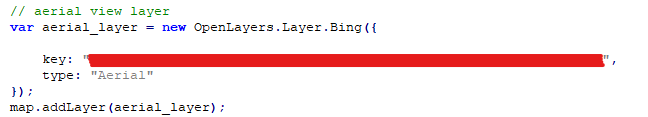 // aerial view layer
var aerial_layer = new OpenLayers.Layer.Bing({
key: "",
type: "Aerial"
});
map.addLayer(aerial_layer);